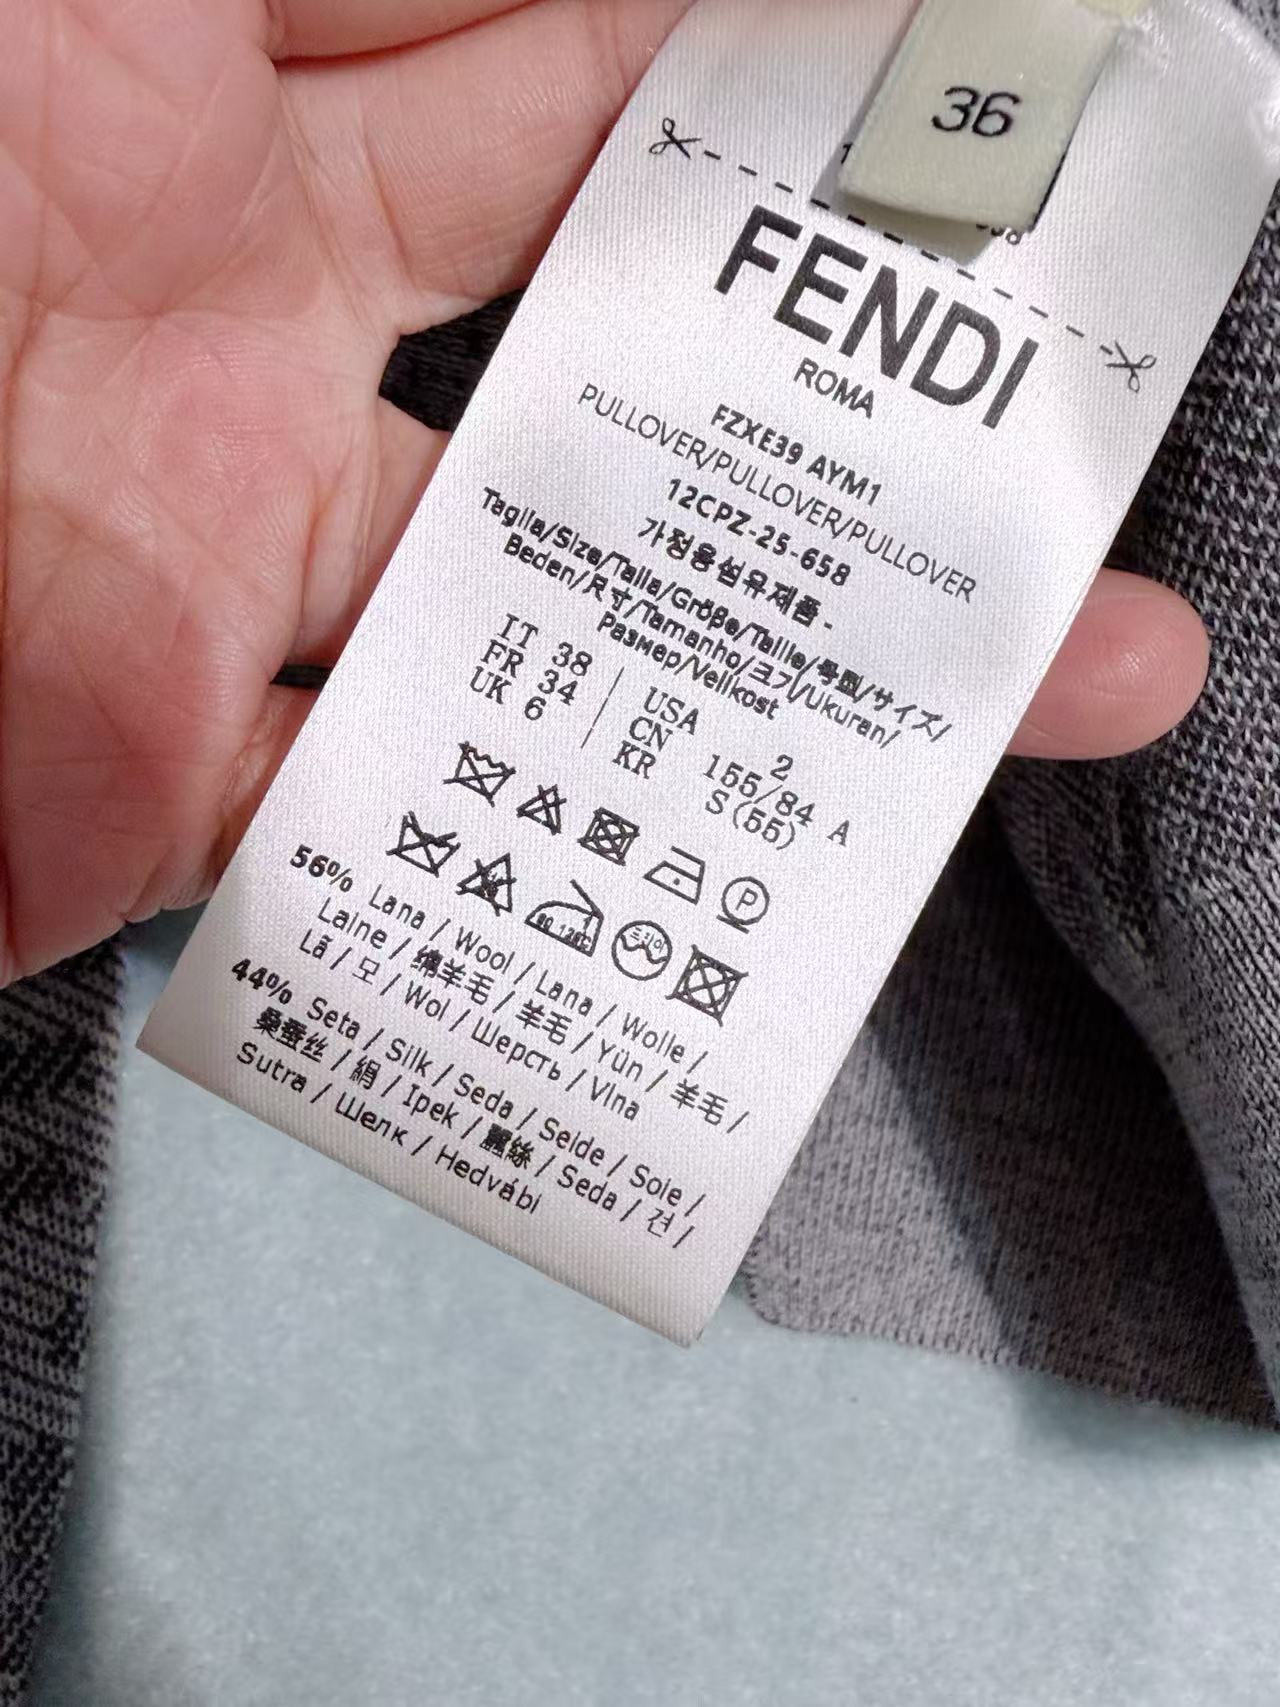 36
FENDI
ROMA
FZXE39 AYM1
PULLOVER/PULLOVER/PULLOVER
12CPZ-25-658
가정용섬유제품 -
Taglia/Size/Talla/Größe/Taille/号型/サイズ/
Beden/尺寸/Tamanho/크기/Ukuran/
Размер/Velikost
IT 38
FR 34
UK 6
USA 2
CN 155/84 A
KR S(55)
P
56% Lana / Wool / Lana / Wolle /
Laine / 绵羊毛 / 羊毛 / Yün / 羊毛 /
Lã / 모 / Wol / Шерсть / Vlna
44% Seta / Silk / Seda / Seide / Soie /
桑蚕丝 / 絹 / Ipek / 蠶絲 / Seda / 견 /
Sutra / Шелк / Hedvábí